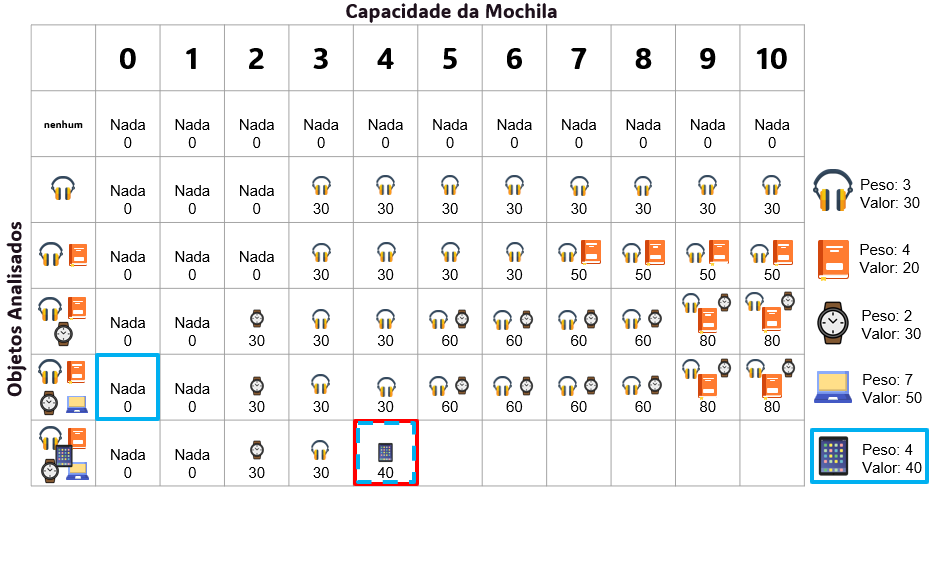 Capacidade da Mochila
Objetos Analisados
0 1 2 3 4 5 6 7 8 9 10
nenhum
Nada Nada Nada Nada Nada Nada Nada Nada Nada Nada Nada
0 0 0 0 0 0 0 0 0 0 0
Nada Nada Nada
0 0 0 30 30 30 30 30 30 30 30
Peso: 3
Valor: 30
Nada Nada Nada
0 0 0 30 30 30 30 50 50 50 50
Peso: 4
Valor: 20
Nada Nada
0 0 30 30 30 60 60 60 60 80 80
Peso: 2
Valor: 30
Nada Nada
0 0 30 30 30 60 60 60 60 80 80
Peso: 7
Valor: 50
Nada Nada
0 0 30 30 40
Peso: 4
Valor: 40